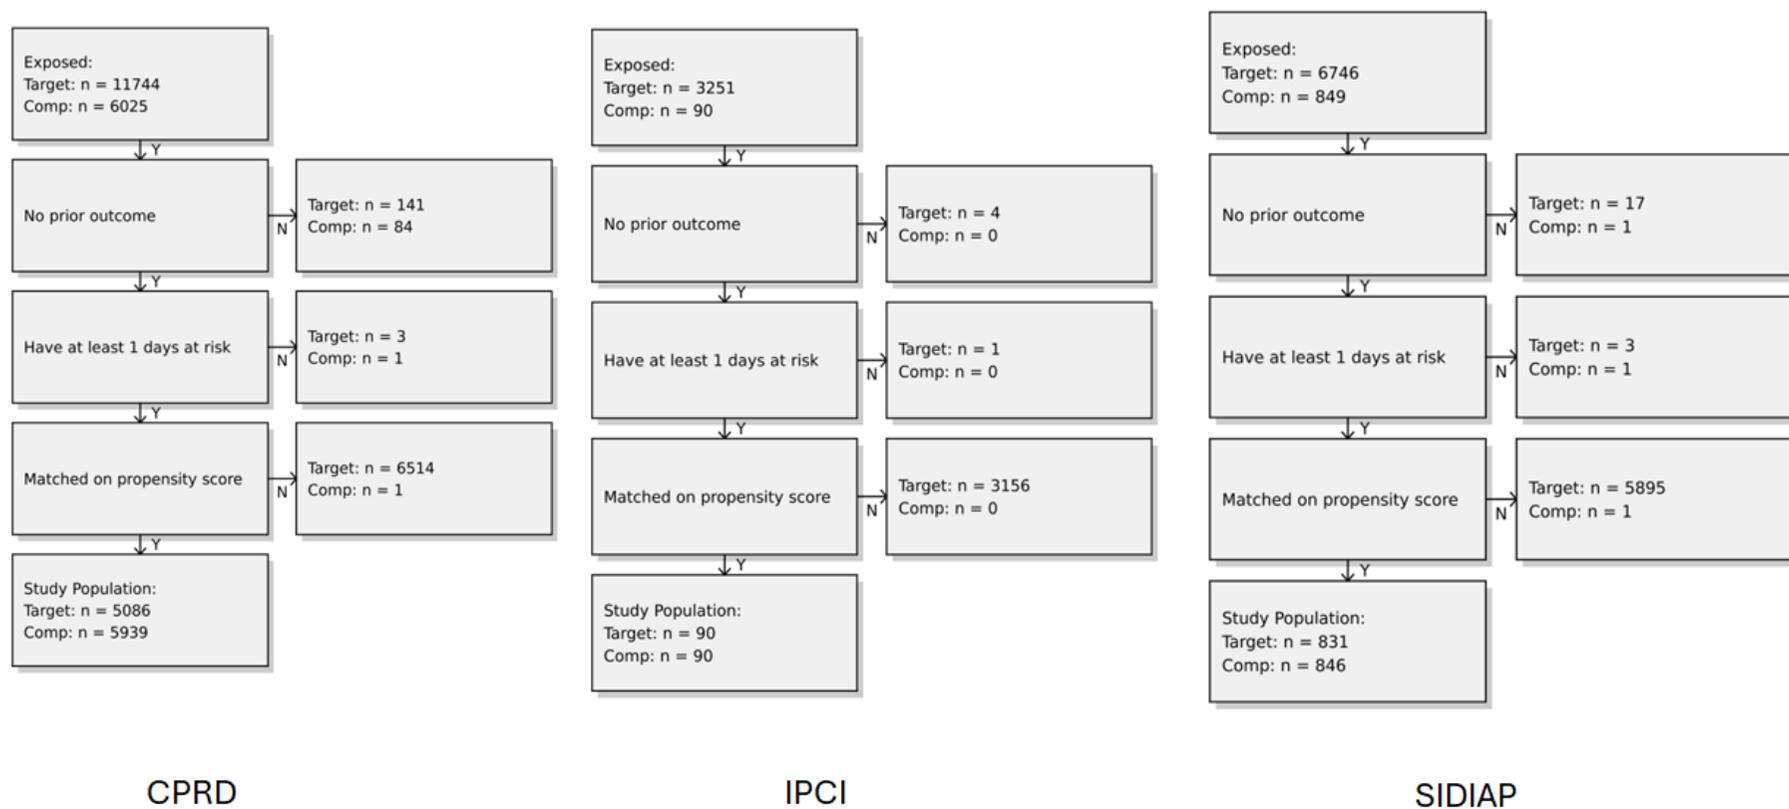 Exposed:
Target: n = 11744
Comp: n = 6025
Y
No prior outcome
N
Target: n = 141
Comp: n = 84
Y
Have at least 1 days at risk
N
Target: n = 3
Comp: n = 1
Y
Matched on propensity score
N
Target: n = 6514
Comp: n = 1
Y
Study Population:
Target: n = 5086
Comp: n = 5939
CPRD
Exposed:
Target: n = 3251
Comp: n = 90
Y
No prior outcome
N
Target: n = 4
Comp: n = 0
Y
Have at least 1 days at risk
N
Target: n = 1
Comp: n = 0
Y
Matched on propensity score
N
Target: n = 3156
Comp: n = 0
Y
Study Population:
Target: n = 90
Comp: n = 90
IPCI
Exposed:
Target: n = 6746
Comp: n = 849
Y
No prior outcome
N
Target: n = 17
Comp: n = 1
Y
Have at least 1 days at risk
N
Target: n = 3
Comp: n = 1
Y
Matched on propensity score
N
Target: n = 5895
Comp: n = 1
Y
Study Population:
Target: n = 831
Comp: n = 846
SIDIAP